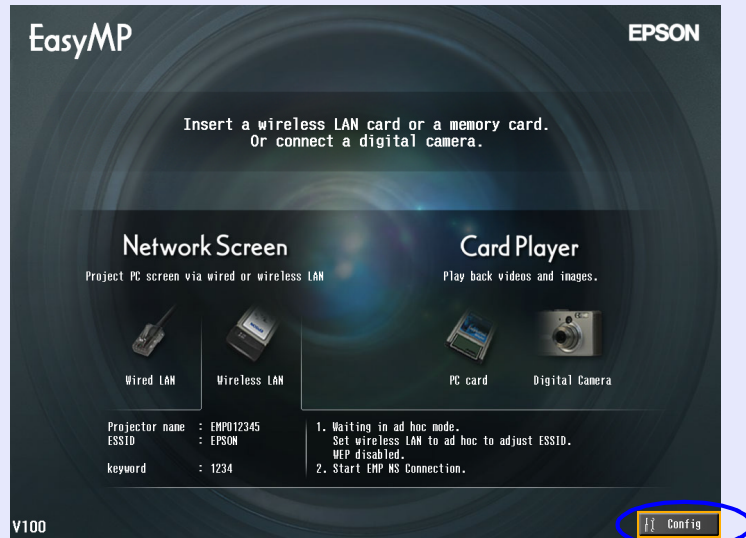 EasyMP
EPSON
Insert a wireless LAN card or a memory card.
Or connect a digital camera.
Network Screen
Project PC screen via wired or wireless LAN
Wired LAN
Wireless LAN
Card Player
Play back videos and images.
PC card
Digital Camera
Projector name : EMP012345
ESSID : EPSON
keyword : 1234
1. Waiting in ad hoc mode.
Set wireless LAN to ad hoc to adjust ESSID.
WEP disabled.
2. Start EMP NS Connection.
V100
Config